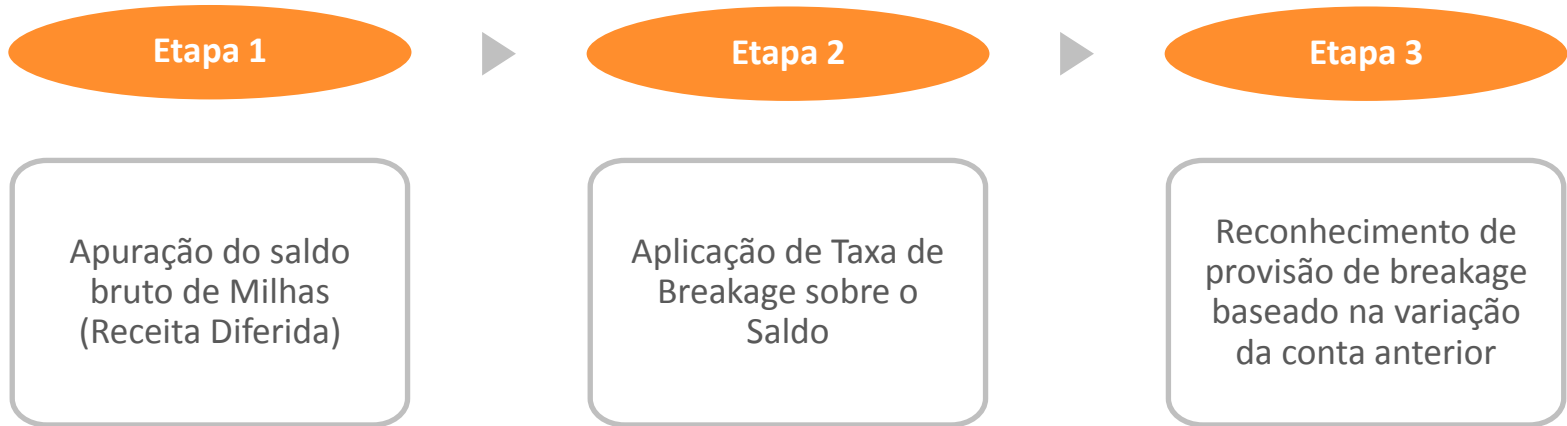 Etapa 1
Etapa 2
Etapa 3
Apuração do saldo
bruto de Milhas
(Receita Diferida)
Aplicação de Taxa de
Breakage sobre o
Saldo
Reconhecimento de
provisão de breakage
baseado na variação
da conta anterior